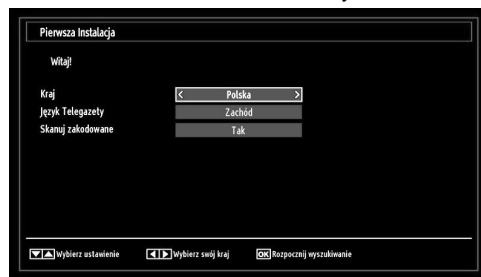 Pierwsza Instalacja
Witaj!
Kraj < Polska >
Język Telegazety Zachód
Skanuj zakodowane Tak
Wybierz ustawienie Wybierz swój kraj OK Rozpocznij wyszukiwanie